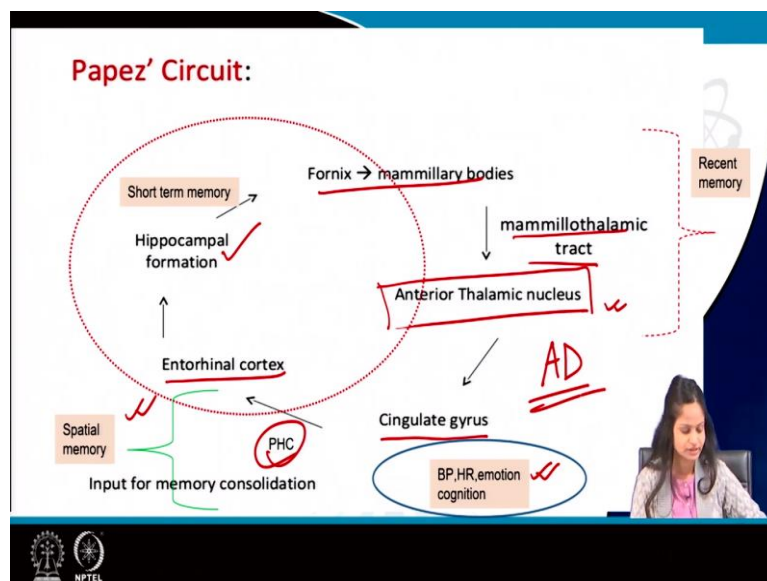 Papez' Circuit:
Fornix → mammillary bodies
Recent
memory
Short term memory
Hippocampal
formation
mammillothalamic
tract
Anterior Thalamic nucleus
AD
Entorhinal cortex
Cingulate gyrus
Spatial
memory
PHC
BP,HR,emotion
cognition
Input for memory consolidation
NPTEL